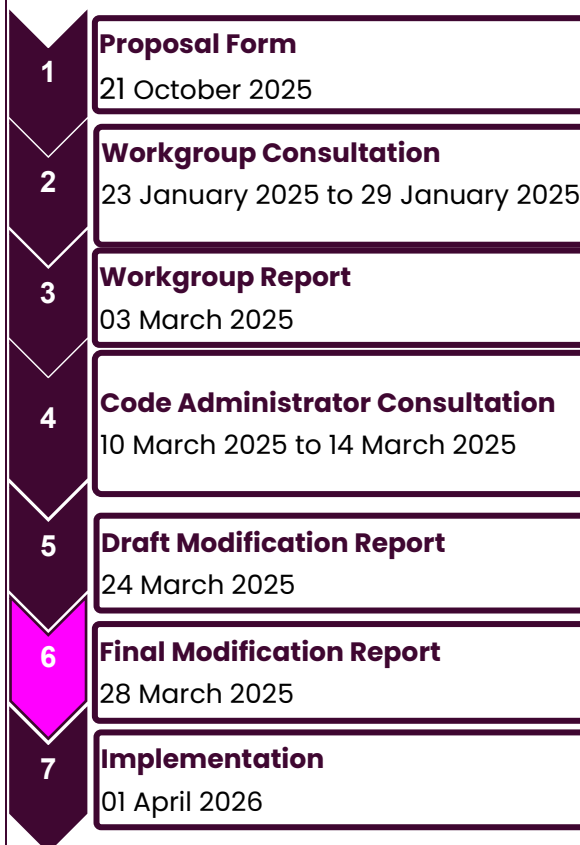 1
Proposal Form
21 October 2025
2
Workgroup Consultation
23 January 2025 to 29 January 2025
3
Workgroup Report
03 March 2025
4
Code Administrator Consultation
10 March 2025 to 14 March 2025
5
Draft Modification Report
24 March 2025
6
Final Modification Report
28 March 2025
7
Implementation
01 April 2026